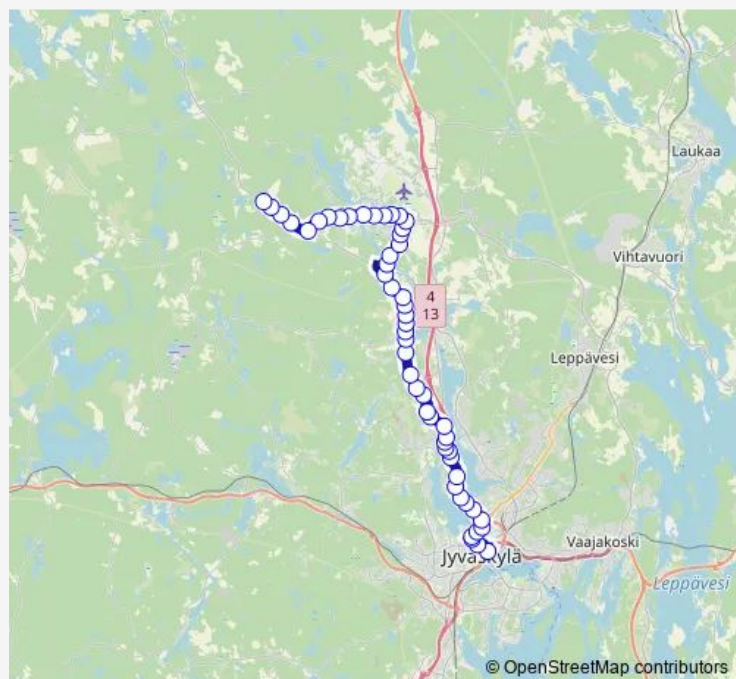 Laukaa
Vihtavuori
4
13
Leppävesi
Vaajakoski
Jyväskylä
Leppävesi
© OpenStreetMap contributors